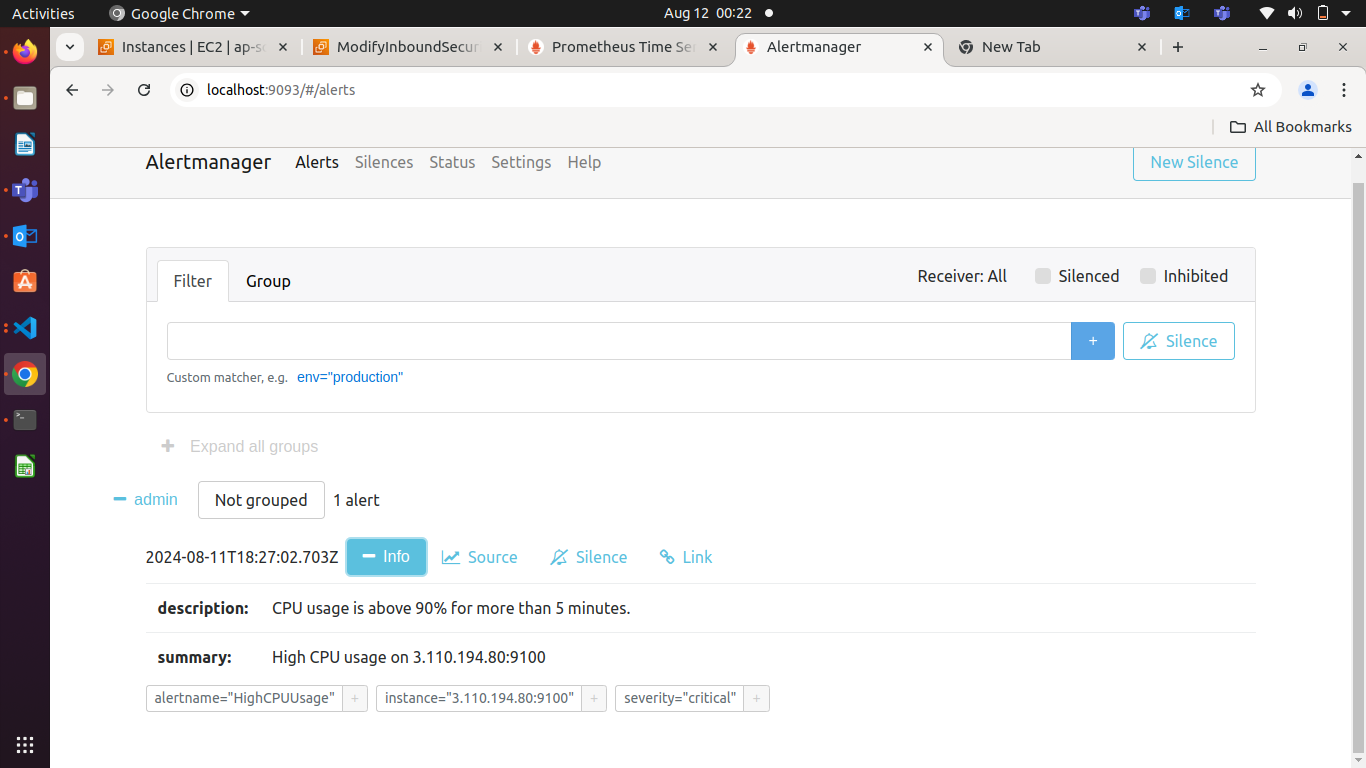 Activities Google Chrome Aug 12 00:22
Instances | EC2 | ap-so ModifyInboundSecuri Prometheus Time Ser Alertmanager New Tab
localhost:9093/#/alerts
All Bookmarks
Alertmanager Alerts Silences Status Settings Help New Silence
Filter Group Receiver: All Silenced Inhibited
+ Silence
Custom matcher, e.g. env="production"
+ Expand all groups
admin Not grouped 1 alert
2024-08-11T18:27:02.703Z Info Source Silence Link
description: CPU usage is above 90% for more than 5 minutes.
summary: High CPU usage on 3.110.194.80:9100
alertname="HighCPUUsage" + instance="3.110.194.80:9100" + severity="critical" +